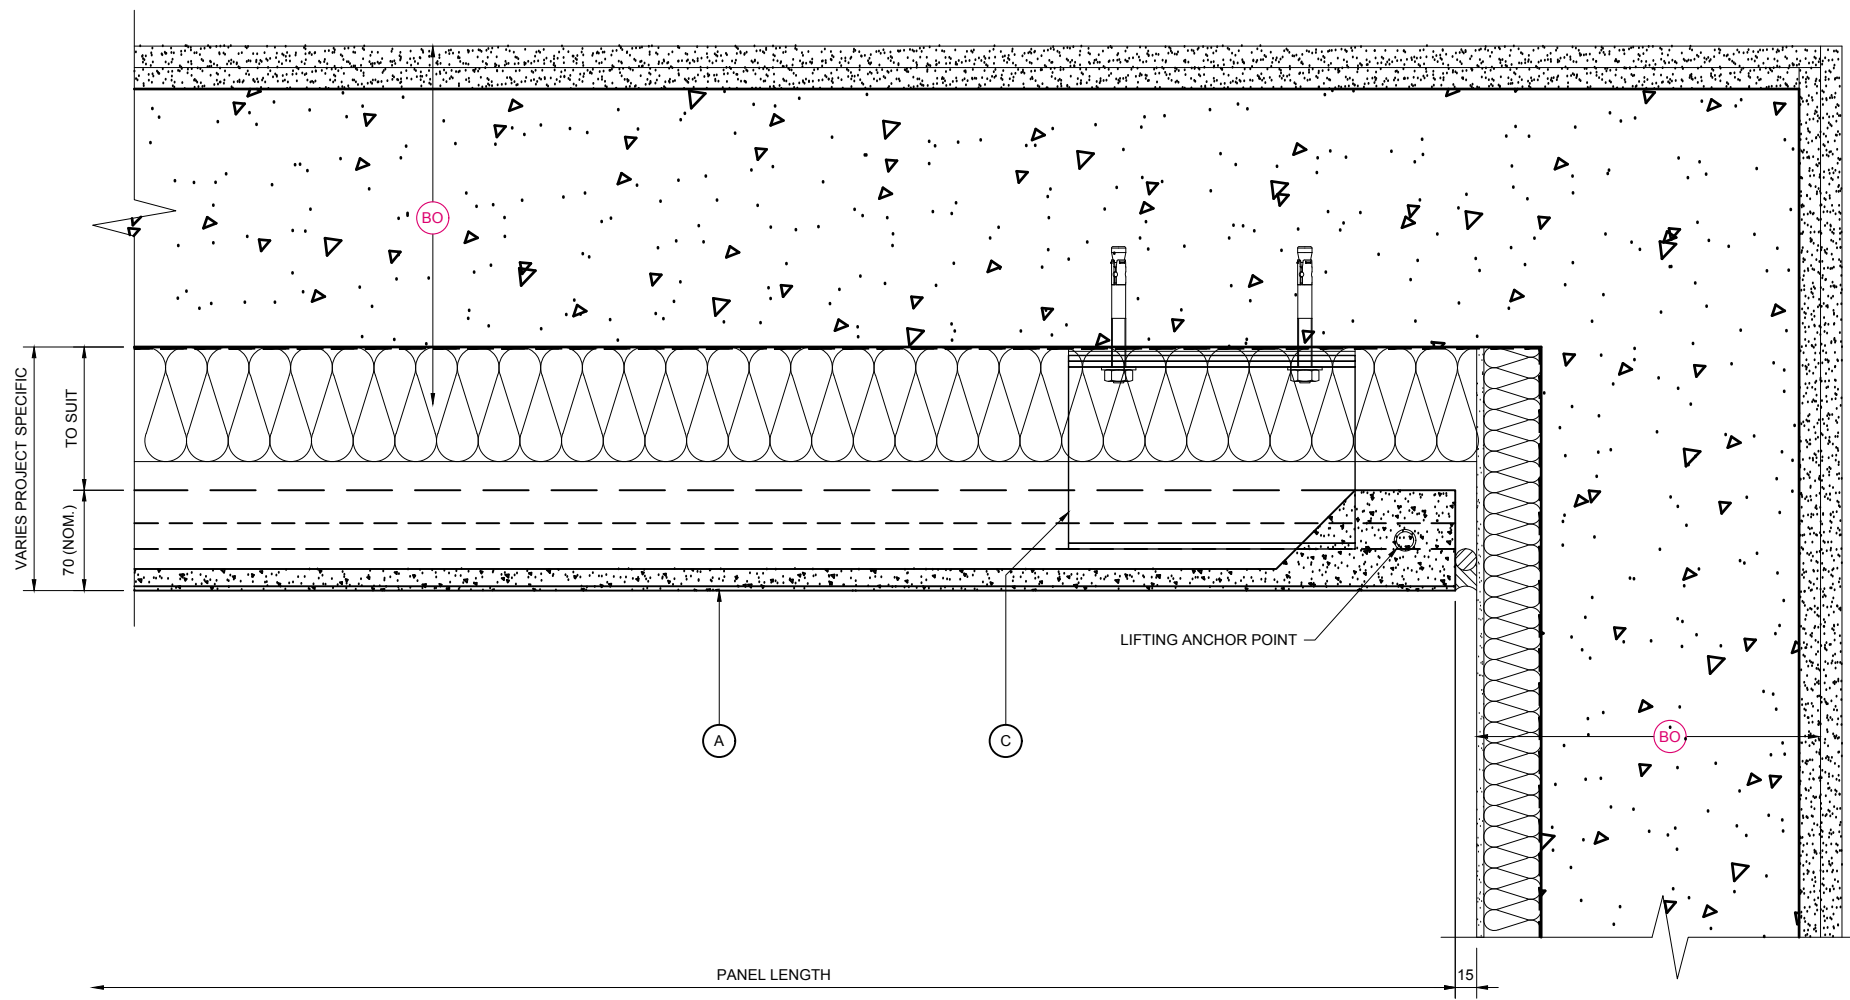 BO
VARIES PROJECT SPECIFIC
TO SUIT
70 (NOM.)
LIFTING ANCHOR POINT
A
C
BO
PANEL LENGTH
15